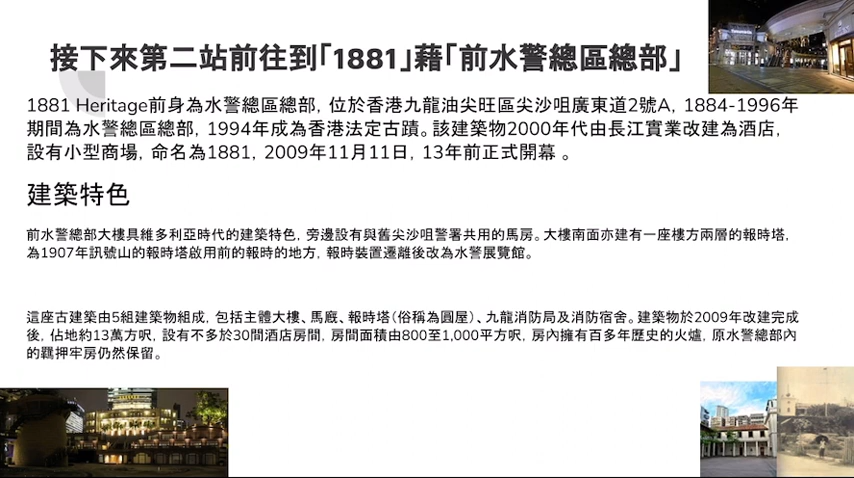 接下來第二站前往到「1881」藉「前水警總區總部」
1881 Heritage前身為水警總區總部，位於香港九龍油尖旺區尖沙咀廣東道2號A，1884-1996年
期間為水警總區總部，1994年成為香港法定古蹟。該建築物2000年代由長江實業改建為酒店，
設有小型商場，命名為1881，2009年11月11日，13年前正式開幕 。
建築特色
前水警總部大樓具維多利亞時代的建築特色，旁邊設有與舊尖沙咀警署共用的馬房。大樓南面亦建有一座樓方兩層的報時塔，
為1907年訊號山的報時塔啟用前的報時的地方，報時裝置遷離後改為水警展覽館。
這座古建築由5組建築物組成，包括主體大樓、馬廐、報時塔（俗稱為圓屋）、九龍消防局及消防宿舍。建築物於2009年改建完成
後，佔地約13萬方呎，設有不多於30間酒店房間，房間面積由800至1,000平方呎，房內擁有百多年歷史的火爐，原水警總部內
的羈押牢房仍然保留。
1881